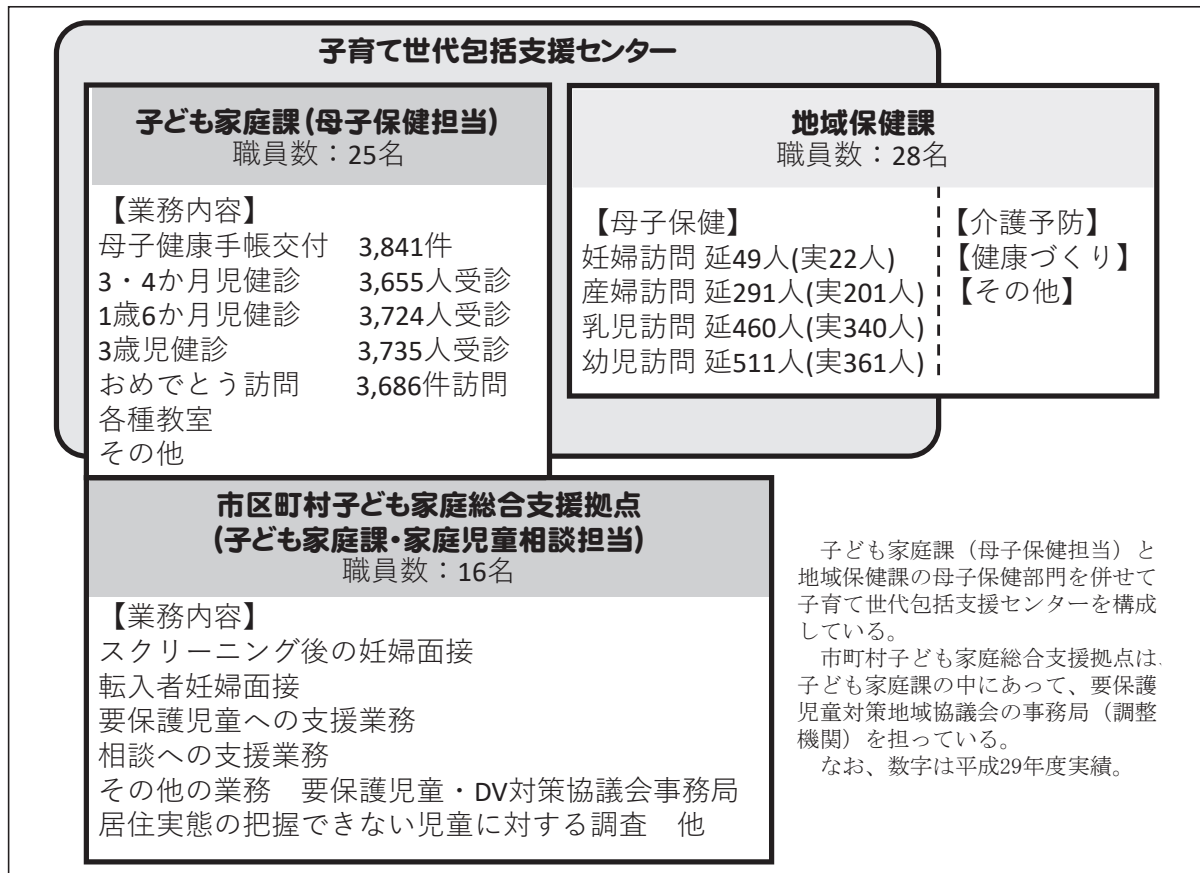 子育て世代包括支援センター
子ども家庭課(母子保健担当)
職員数：25名
【業務内容】
母子健康手帳交付　3,841件
3・4か月児健診　3,655人受診
1歳6か月児健診　3,724人受診
3歳児健診　3,735人受診
おめでとう訪問　3,686件訪問
各種教室
その他
地域保健課
職員数：28名
【母子保健】
妊婦訪問 延49人(実22人)
産婦訪問 延291人(実201人)
乳児訪問 延460人(実340人)
幼児訪問 延511人(実361人)
【介護予防】
【健康づくり】
【その他】
市区町村子ども家庭総合支援拠点
(子ども家庭課・家庭児童相談担当)
職員数：16名
【業務内容】
スクリーニング後の妊婦面接
転入者妊婦面接
要保護児童への支援業務
相談への支援業務
その他の業務　要保護児童・DV対策協議会事務局
居住実態の把握できない児童に対する調査　他
子ども家庭課（母子保健担当）と
地域保健課の母子保健部門を併せて
子育て世代包括支援センターを構成
している。
市町村子ども家庭総合支援拠点は、
子ども家庭課の中にあって、要保護
児童対策地域協議会の事務局（調整
機関）を担っている。
なお、数字は平成29年度実績。